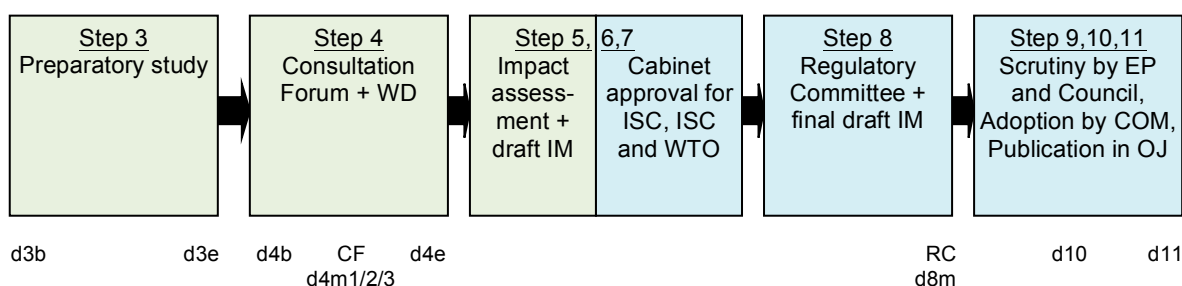 Step 3
Preparatory study
Step 4
Consultation
Forum + WD
Step 5, 6,7
Impact
assess-
ment +
draft IM
Cabinet
approval for
ISC, ISC
and WTO
Step 8
Regulatory
Committee +
final draft IM
Step 9,10,11
Scrutiny by EP
and Council,
Adoption by COM,
Publication in OJ
d3b
d3e
d4b
CF
d4e
d4m1/2/3
RC
d8m
d10
d11